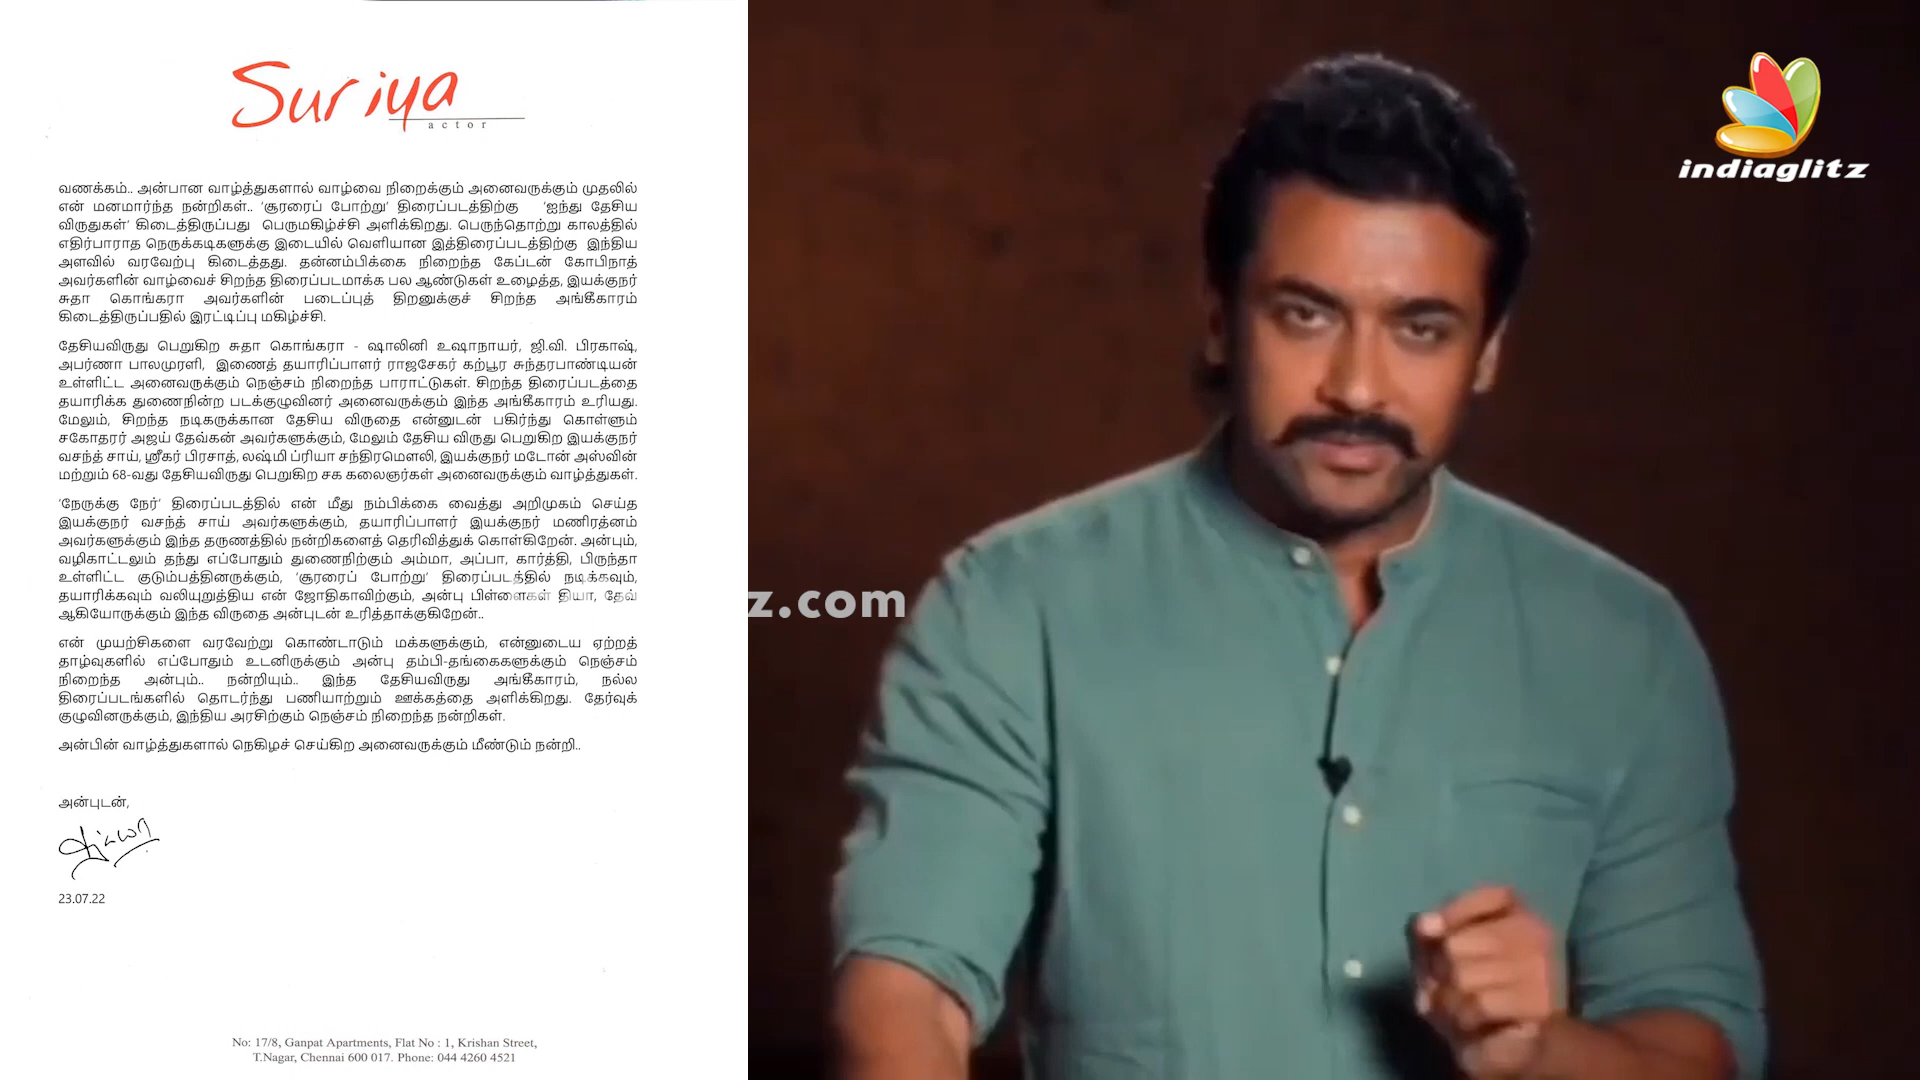 Suriya
actor
வணக்கம்.. அன்பான வாழ்த்துகளால் வாழ்வை நிறைக்கும் அனைவருக்கும் முதலில்
என் மனமார்ந்த நன்றிகள்.. ‘சூரரைப் போற்று’ திரைப்படத்திற்கு ‘ஐந்து தேசிய
விருதுகள்’ கிடைத்திருப்பது பெருமகிழ்ச்சி அளிக்கிறது. பெருந்தொற்று காலத்தில்
எதிர்பாராத நெருக்கடிகளுக்கு இடையில் வெளியான இத்திரைப்படத்திற்கு இந்திய
அளவில் வரவேற்பு கிடைத்தது. தன்னம்பிக்கை நிறைந்த கேப்டன் கோபிநாத்
அவர்களின் வாழ்வைச் சிறந்த திரைப்படமாக்க பல ஆண்டுகள் உழைத்த, இயக்குநர்
சுதா கொங்கரா அவர்களின் படைப்புத் திறனுக்குச் சிறந்த அங்கீகாரம்
கிடைத்திருப்பதில் இரட்டிப்பு மகிழ்ச்சி.
தேசியவிருது பெறுகிற சுதா கொங்கரா - ஷாலினி உஷாநாயர், ஜி.வி. பிரகாஷ்,
அபர்ணா பாலமுரளி, இணைத் தயாரிப்பாளர் ராஜசேகர் கற்பூர சுந்தரபாண்டியன்
உள்ளிட்ட அனைவருக்கும் நெஞ்சம் நிறைந்த பாராட்டுகள். சிறந்த திரைப்படத்தை
தயாரிக்க துணைநின்ற படக்குழுவினர் அனைவருக்கும் இந்த அங்கீகாரம் உரியது.
மேலும், சிறந்த நடிகருக்கான தேசிய விருதை என்னுடன் பகிர்ந்து கொள்ளும்
சகோதரர் அஜய் தேவ்கன் அவர்களுக்கும், மேலும் தேசிய விருது பெறுகிற இயக்குநர்
வசந்த் சாய், ஸ்ரீகர் பிரசாத், லஷ்மி ப்ரியா சந்திரமௌலி, இயக்குநர் மடோன் அஸ்வின்
மற்றும் 68-வது தேசியவிருது பெறுகிற சக கலைஞர்கள் அனைவருக்கும் வாழ்த்துகள்.
‘நேருக்கு நேர்’ திரைப்படத்தில் என் மீது நம்பிக்கை வைத்து அறிமுகம் செய்த
இயக்குநர் வசந்த் சாய் அவர்களுக்கும், தயாரிப்பாளர் இயக்குநர் மணிரத்னம்
அவர்களுக்கும் இந்த தருணத்தில் நன்றிகளைத் தெரிவித்துக் கொள்கிறேன். அன்பும்,
வழிகாட்டலும் தந்து எப்போதும் துணைநிற்கும் அம்மா, அப்பா, கார்த்தி, பிருந்தா
உள்ளிட்ட குடும்பத்தினருக்கும், ‘சூரரைப் போற்று’ திரைப்படத்தில் நடிக்கவும்,
தயாரிக்கவும் வலியுறுத்திய என் ஜோதிகாவிற்கும், அன்பு பிள்ளைகள் தியா, தேவ்
ஆகியோருக்கும் இந்த விருதை அன்புடன் உரித்தாக்குகிறேன்..
என் முயற்சிகளை வரவேற்று கொண்டாடும் மக்களுக்கும், என்னுடைய ஏற்றத்
தாழ்வுகளில் எப்போதும் உடனிருக்கும் அன்பு தம்பி-தங்கைகளுக்கும் நெஞ்சம்
நிறைந்த அன்பும்.. நன்றியும்.. இந்த தேசியவிருது அங்கீகாரம், நல்ல
திரைப்படங்களில் தொடர்ந்து பணியாற்றும் ஊக்கத்தை அளிக்கிறது. தேர்வுக்
குழுவினருக்கும், இந்திய அரசிற்கும் நெஞ்சம் நிறைந்த நன்றிகள்.
அன்பின் வாழ்த்துகளால் நெகிழச் செய்கிற அனைவருக்கும் மீண்டும் நன்றி..
அன்புடன்,
23.07.22
No: 17/8, Ganpat Apartments, Flat No : 1, Krishan Street,
T.Nagar, Chennai 600 017. Phone: 044 4260 4521
indiaglitz
z.com